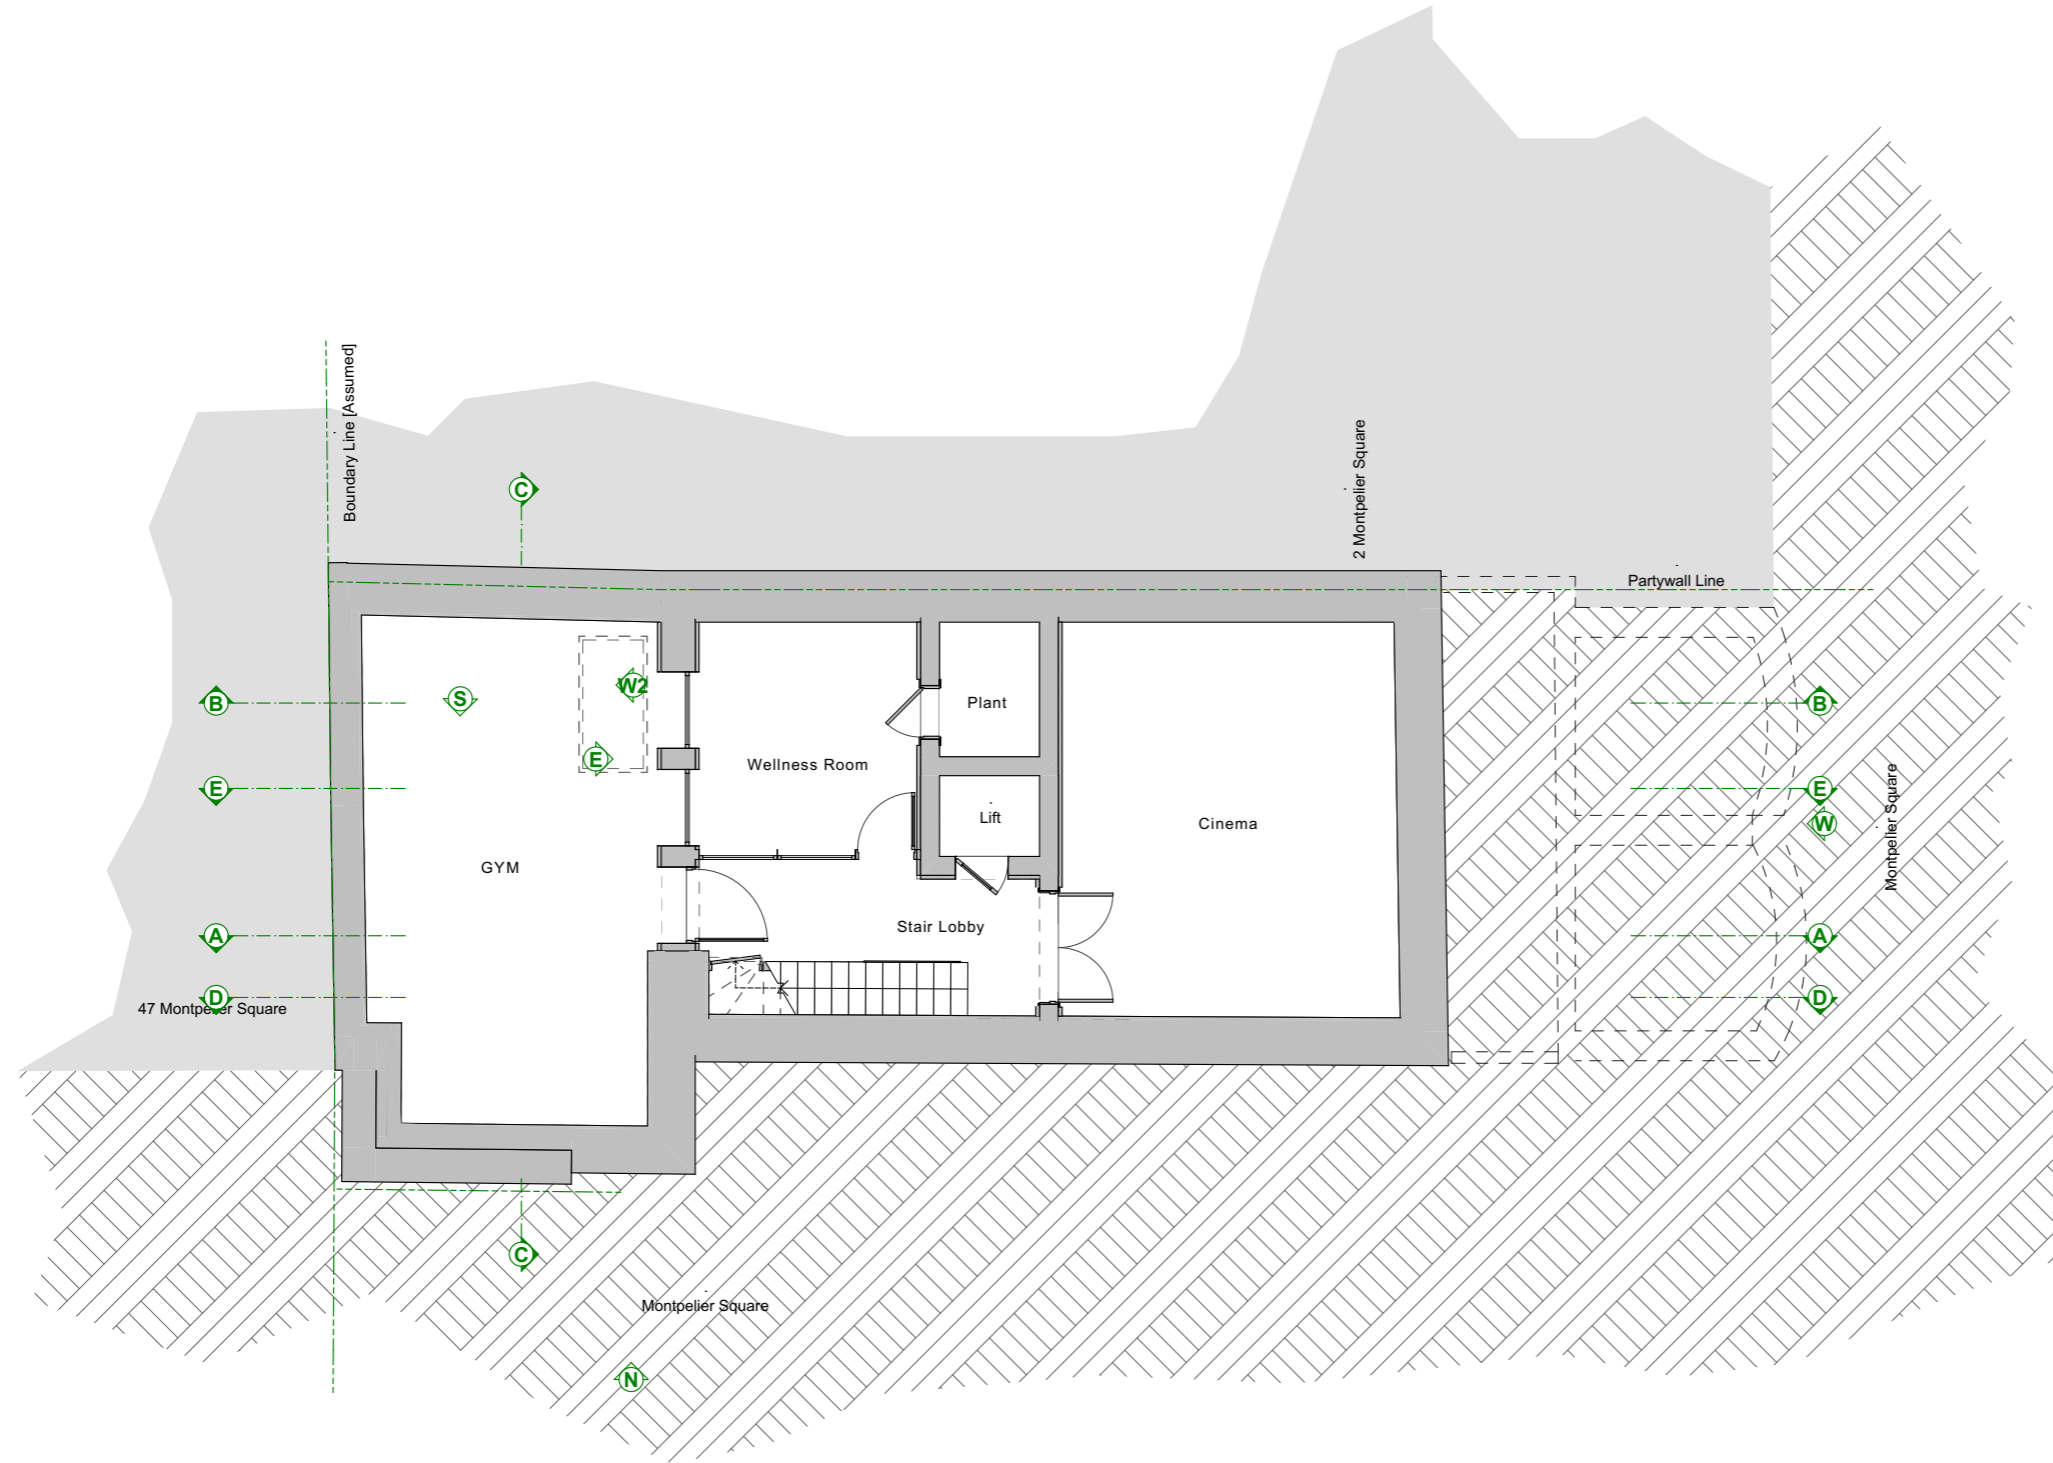 Boundary Line [Assumed]
2 Montpelier Square
C
Partywall Line
B
S
W2
Plant
B
E
Wellness Room
E
E
Lift
W
Cinema
Montpelier Square
GYM
A
Stair Lobby
A
D
D
47 Montpelier Square
C
Montpelier Square
N